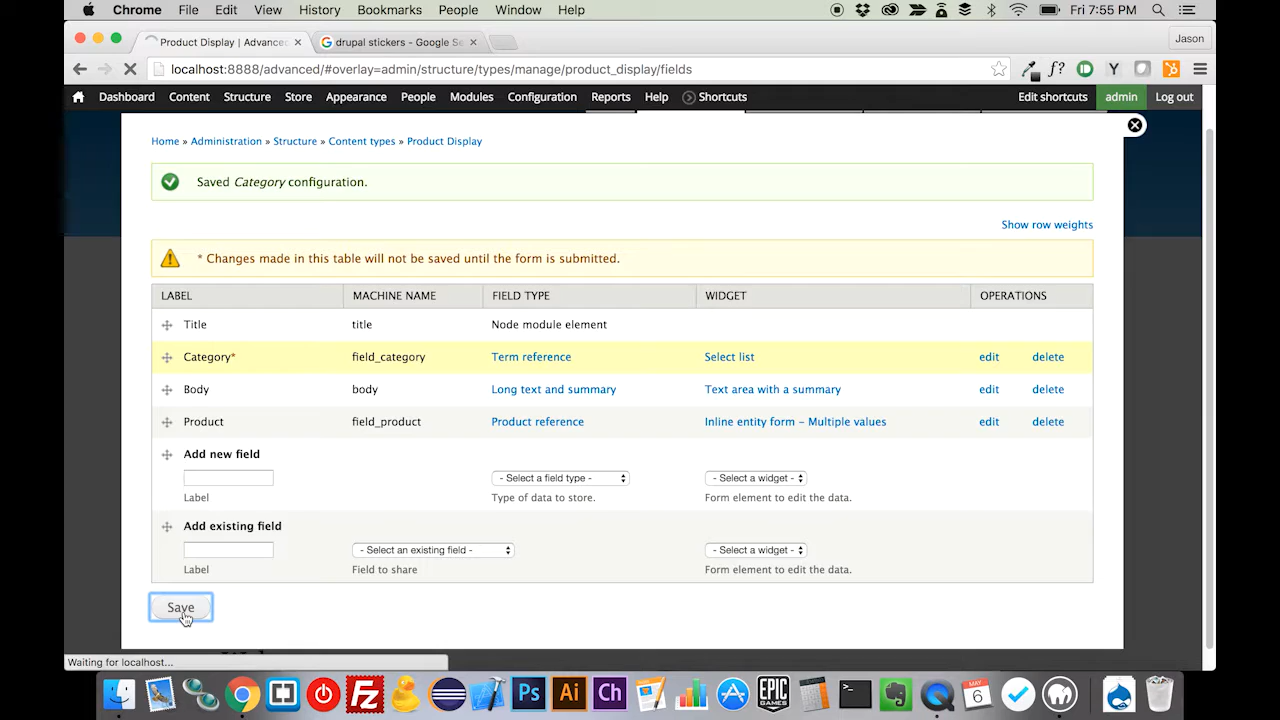 Chrome File Edit View History Bookmarks People Window Help Fri 7:55 PM
Product Display | Advanced drupal stickers - Google Se Jason
localhost:8888/advanced/#overlay=admin/structure/types/manage/product_display/fields f? Y
Dashboard Content Structure Store Appearance People Modules Configuration Reports Help Shortcuts Edit shortcuts admin Log out
Home » Administration » Structure » Content types » Product Display
Saved Category configuration.
Show row weights
* Changes made in this table will not be saved until the form is submitted.
LABEL MACHINE NAME FIELD TYPE WIDGET OPERATIONS
Title title Node module element
Category* field_category Term reference Select list edit delete
Body body Long text and summary Text area with a summary edit delete
Product field_product Product reference Inline entity form - Multiple values edit delete
Add new field
- Select a field type - - Select a widget -
Label Type of data to store. Form element to edit the data.
Add existing field
- Select an existing field - - Select a widget -
Label Field to share Form element to edit the data.
Save
Waiting for localhost...
Fz Ps Ai Ch EPIC GAMES MAY 6